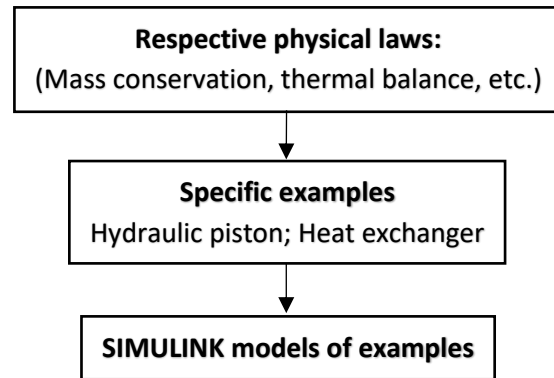 Respective physical laws:
(Mass conservation, thermal balance, etc.)
Specific examples
Hydraulic piston; Heat exchanger
SIMULINK models of examples